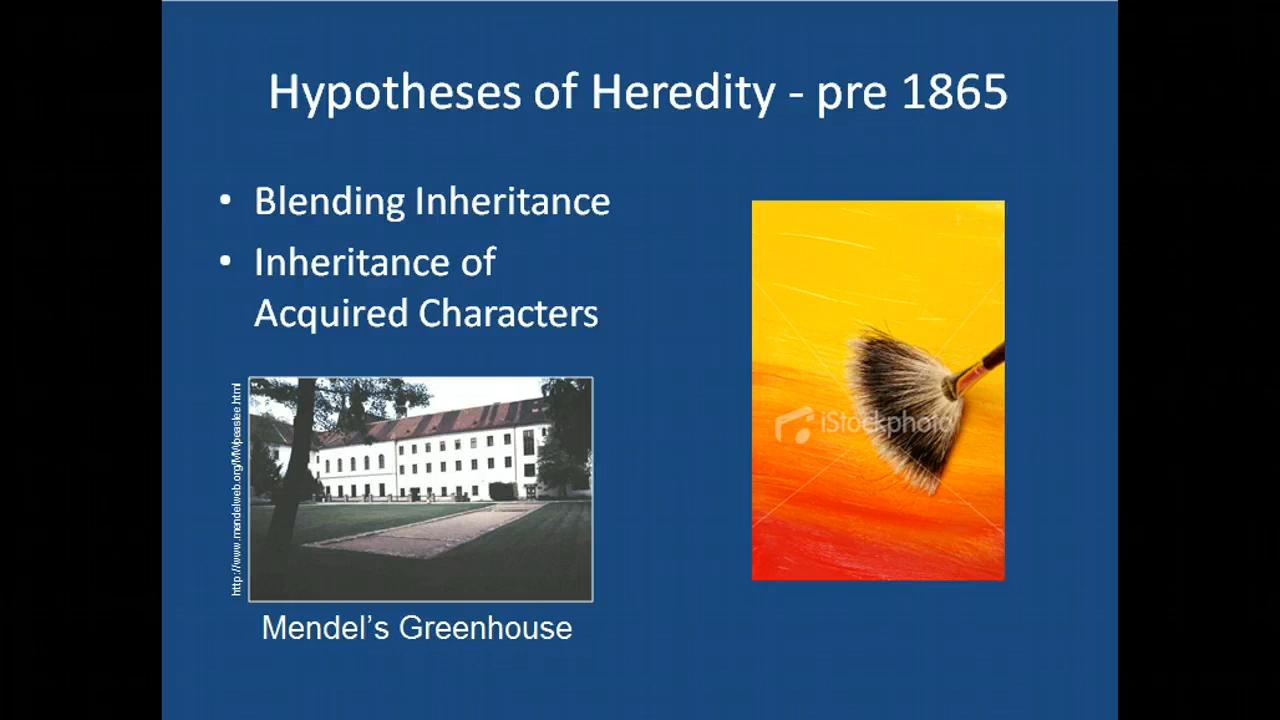 Hypotheses of Heredity - pre 1865
• Blending Inheritance
• Inheritance of
Acquired Characters
http://www.mendelweb.org/MWpeaslee.html
Mendel's Greenhouse
iStockphoto